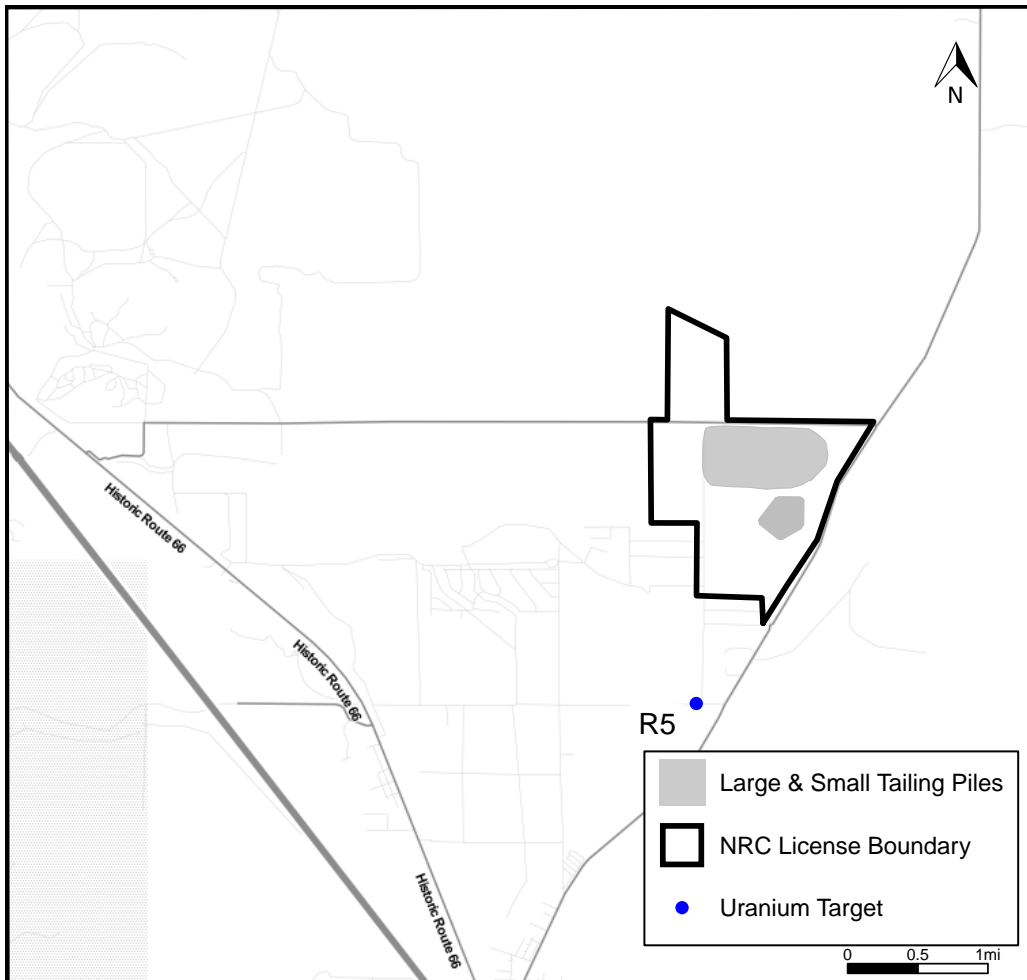 N
Historic Route 66
Historic Route 66
R5
Large & Small Tailing Piles
NRC License Boundary
Uranium Target
Historic Route 66
0 0.5 1mi